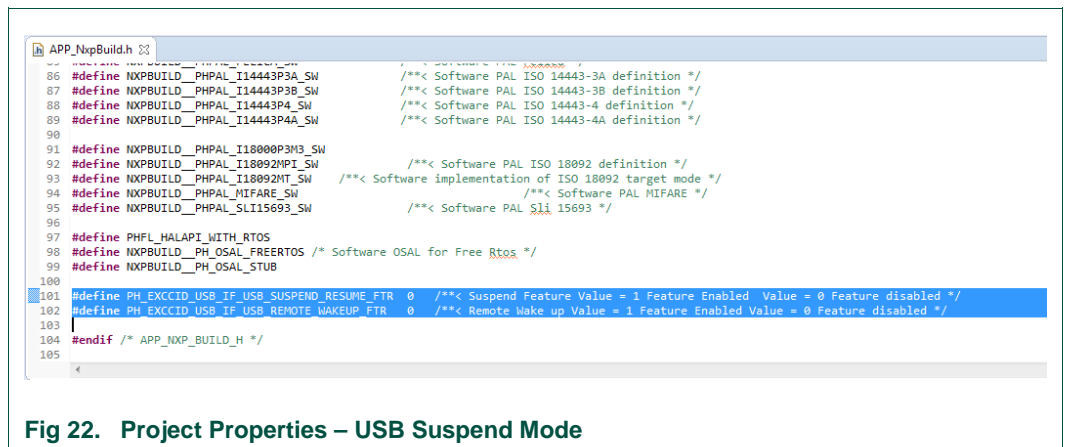 APP_NxpBuild.h
86 #define NXPBUILD__PHPAL_I14443P3A_SW /**< Software PAL ISO 14443-3A definition */
87 #define NXPBUILD__PHPAL_I14443P3B_SW /**< Software PAL ISO 14443-3B definition */
88 #define NXPBUILD__PHPAL_I14443P4_SW /**< Software PAL ISO 14443-4 definition */
89 #define NXPBUILD__PHPAL_I14443P4A_SW /**< Software PAL ISO 14443-4A definition */
90
91 #define NXPBUILD__PHPAL_I18000P3M3_SW
92 #define NXPBUILD__PHPAL_I18092MPI_SW /**< Software PAL ISO 18092 definition */
93 #define NXPBUILD__PHPAL_I18092MT_SW /**< Software implementation of ISO 18092 target mode */
94 #define NXPBUILD__PHPAL_MIFARE_SW /**< Software PAL MIFARE */
95 #define NXPBUILD__PHPAL_SLI15693_SW /**< Software PAL Sli 15693 */
96
97 #define PHFL_HALAPI_WITH_RTOS
98 #define NXPBUILD__PH_OSAL_FREERTOS /* Software OSAL for Free Rtos */
99 #define NXPBUILD__PH_OSAL_STUB
100
101 #define PH_EXCCID_USB_IF_USB_SUSPEND_RESUME_FTR 0 /**< Suspend Feature Value = 1 Feature Enabled Value = 0 Feature disabled */
102 #define PH_EXCCID_USB_IF_USB_REMOTE_WAKEUP_FTR 0 /**< Remote Wake up Value = 1 Feature Enabled Value = 0 Feature disabled */
103
104 #endif /* APP_NXP_BUILD_H */
105
Fig 22. Project Properties – USB Suspend Mode